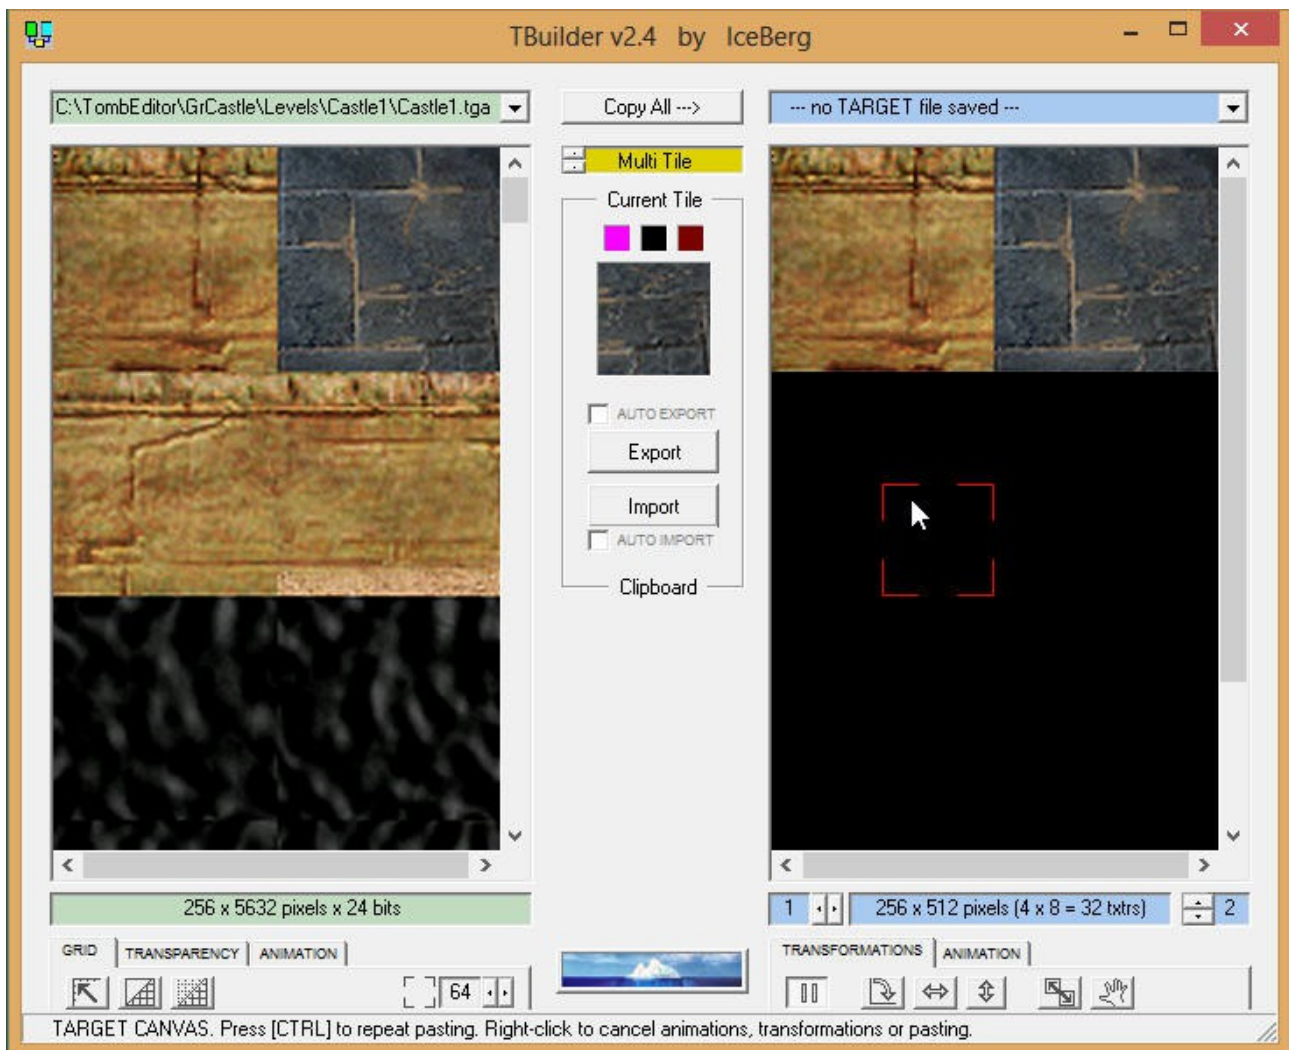 TBuilder v2.4 by IceBerg
C:\TombEditor\GrCastle\Levels\Castle1\Castle1.tga
Copy All --->
--- no TARGET file saved ---
Multi Tile
Current Tile
AUTO EXPORT
Export
Import
AUTO IMPORT
Clipboard
256 x 5632 pixels x 24 bits
1
256 x 512 pixels (4 x 8 = 32 txtrs)
2
GRID
TRANSPARENCY
ANIMATION
TRANSFORMATIONS
ANIMATION
64
TARGET CANVAS. Press [CTRL] to repeat pasting. Right-click to cancel animations, transformations or pasting.